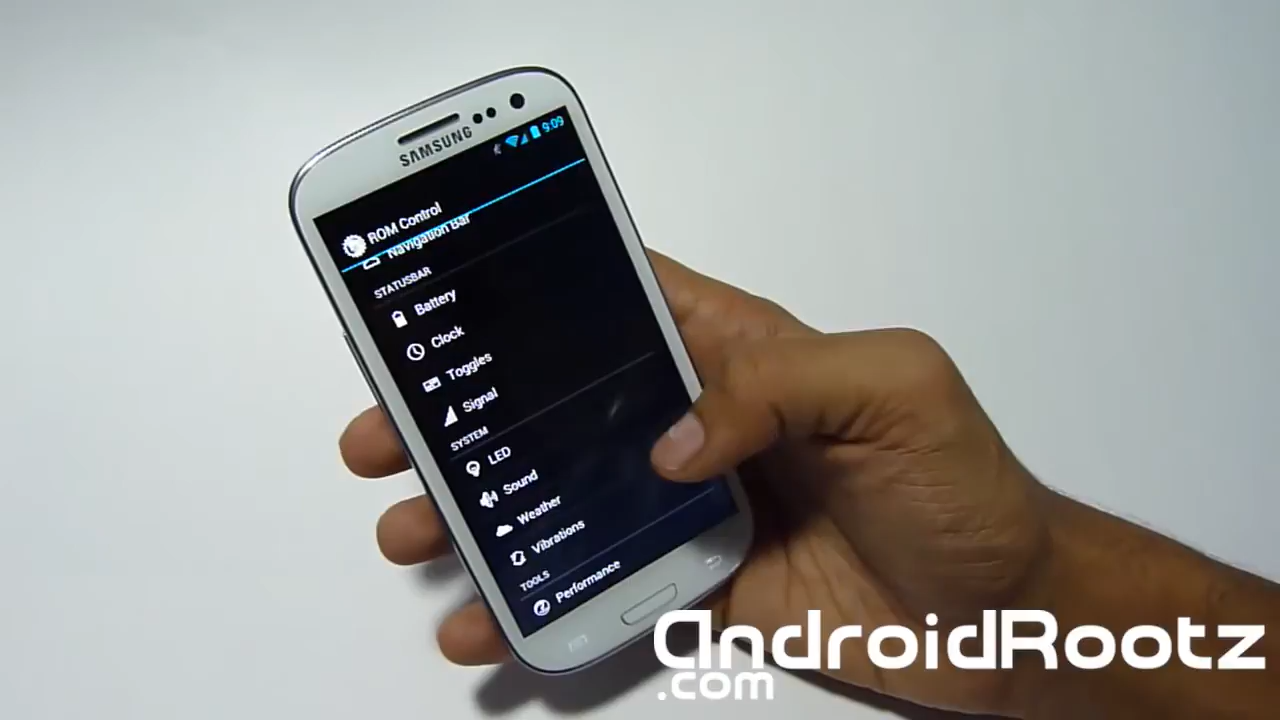 SAMSUNG
9:09
ROM Control
Navigation Bar
STATUSBAR
Battery
Clock
Toggles
Signal
SYSTEM
LED
Sound
Weather
Vibrations
TOOLS
Performance
AndroidRootz
.com